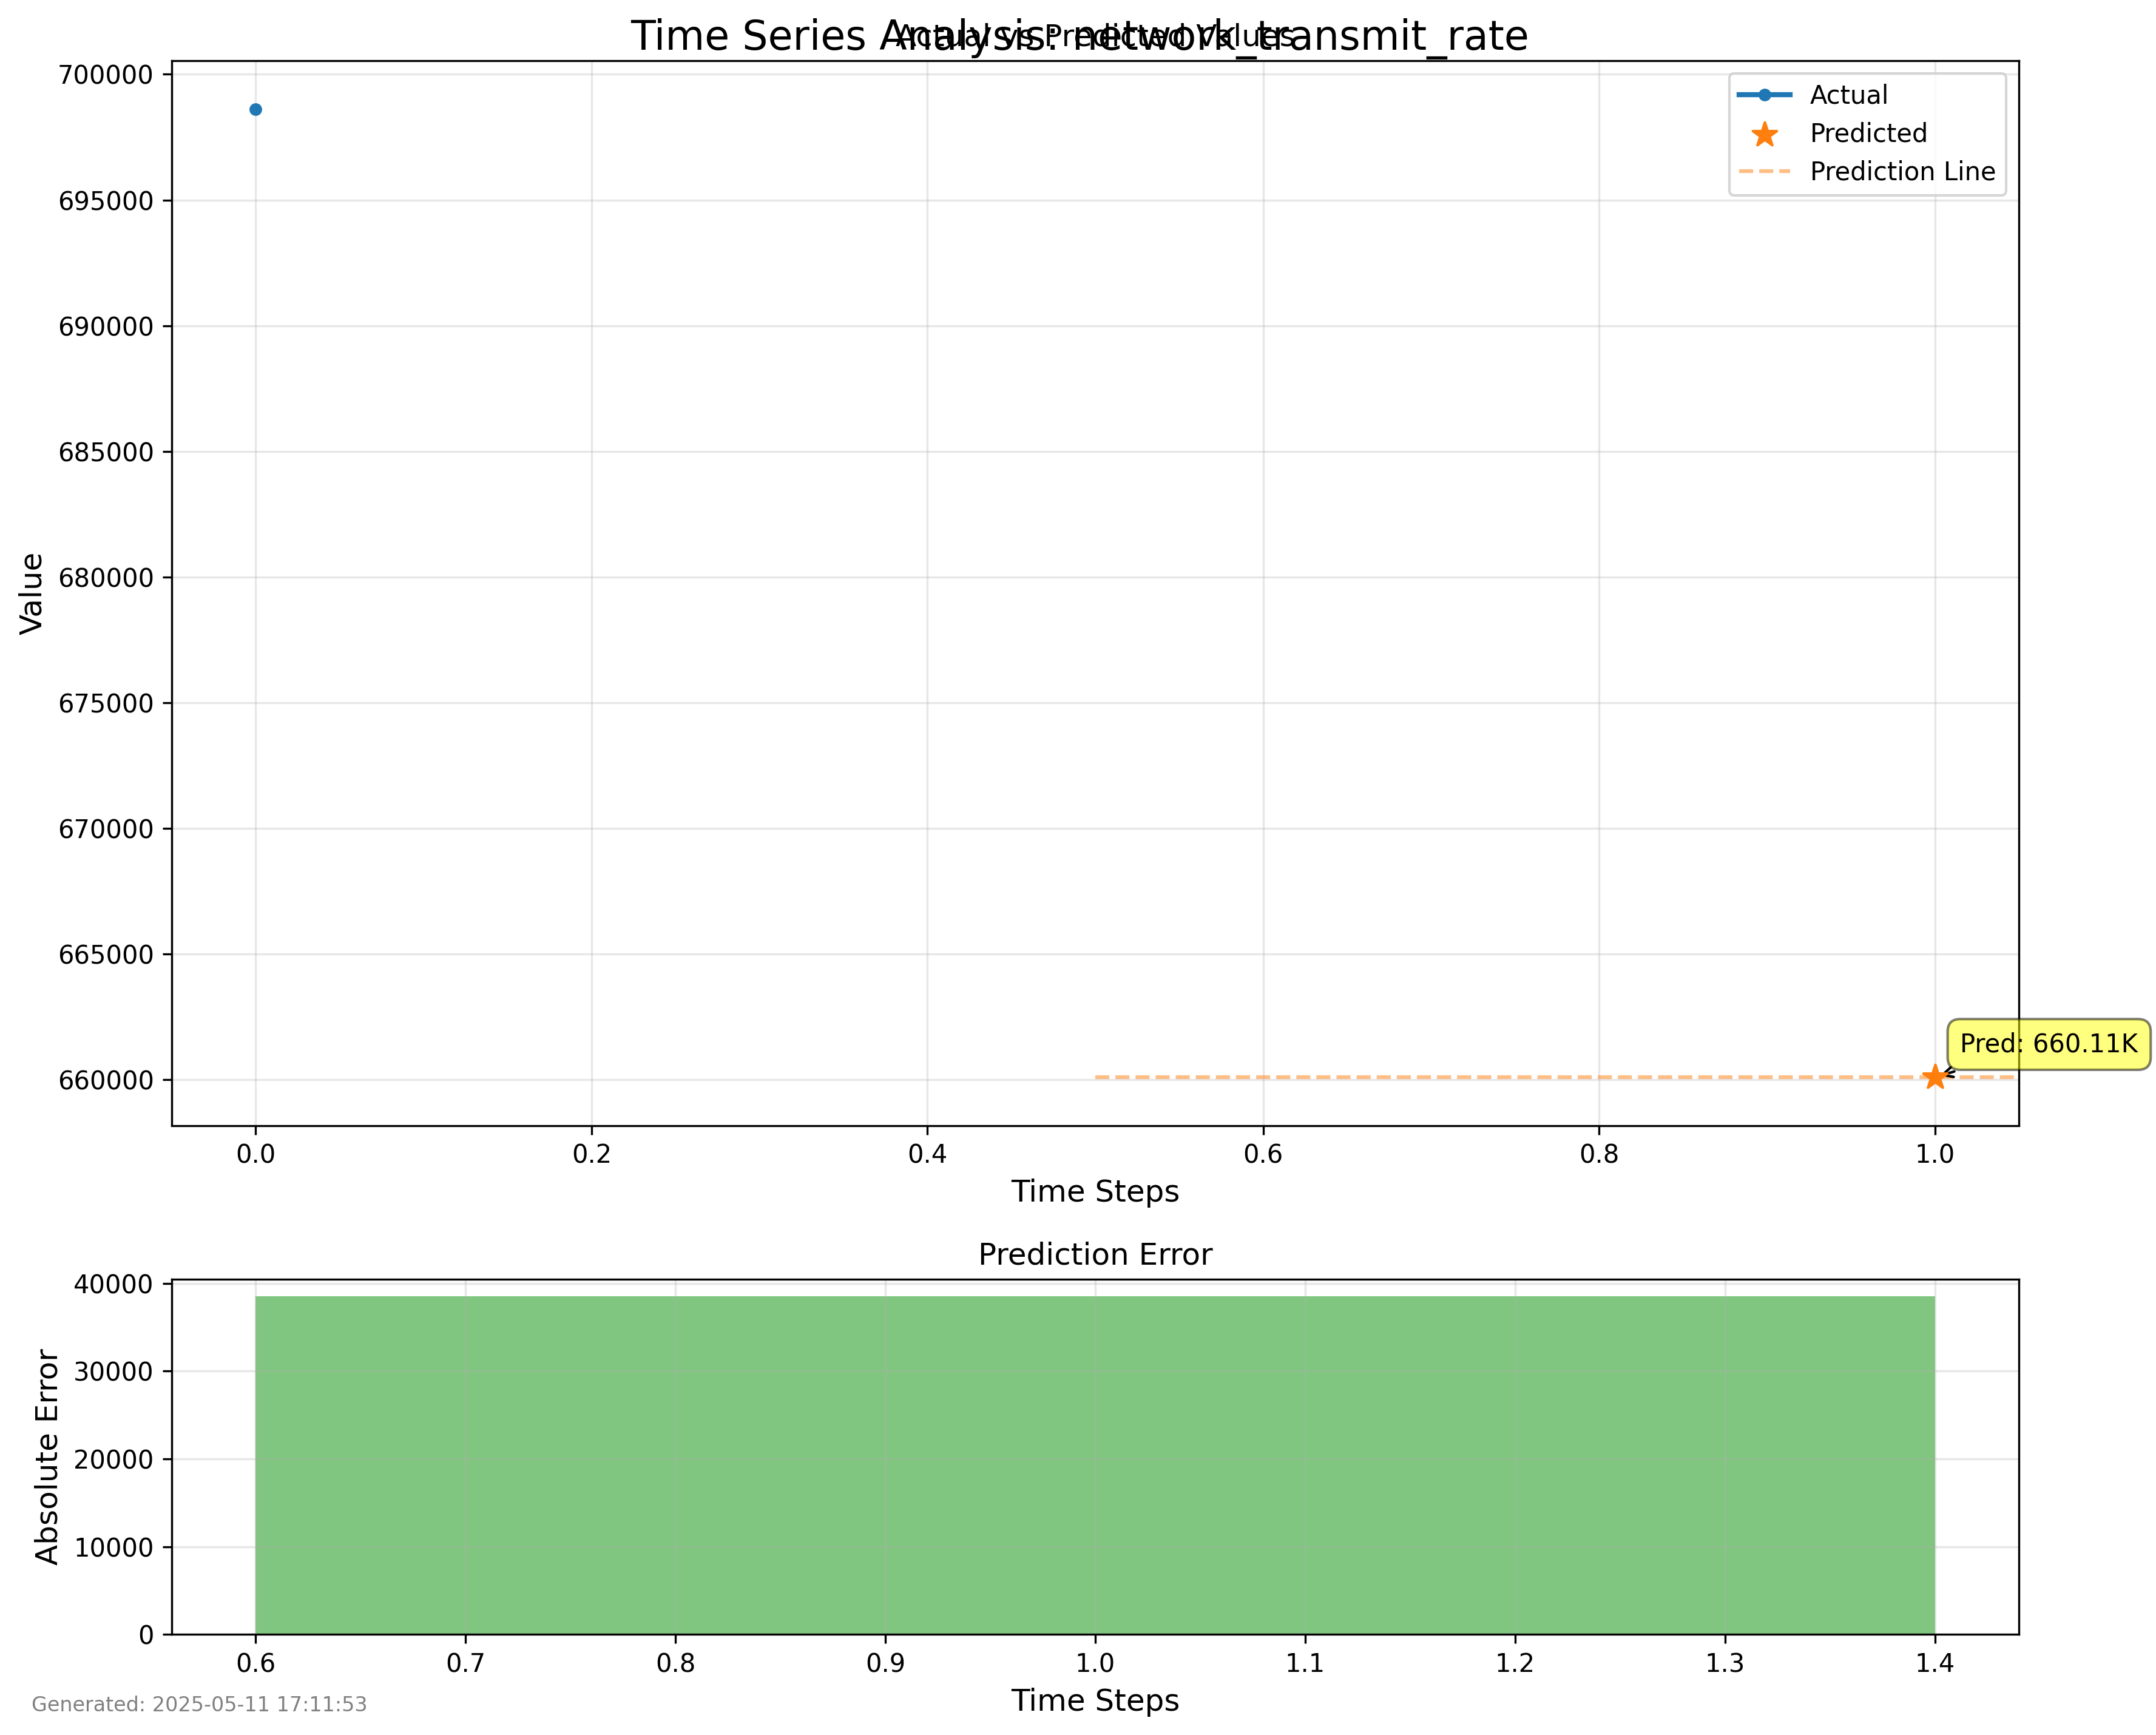 Time Series Analysis: network_transmit_rate
Actual vs Predicted Values
700000
695000
690000
685000
680000
675000
670000
665000
660000
Value
Actual
Predicted
Prediction Line
Pred: 660.11K
0.0 0.2 0.4 0.6 0.8 1.0
Time Steps
Prediction Error
40000
30000
20000
10000
0
Absolute Error
0.6 0.7 0.8 0.9 1.0 1.1 1.2 1.3 1.4
Time Steps
Generated: 2025-05-11 17:11:53